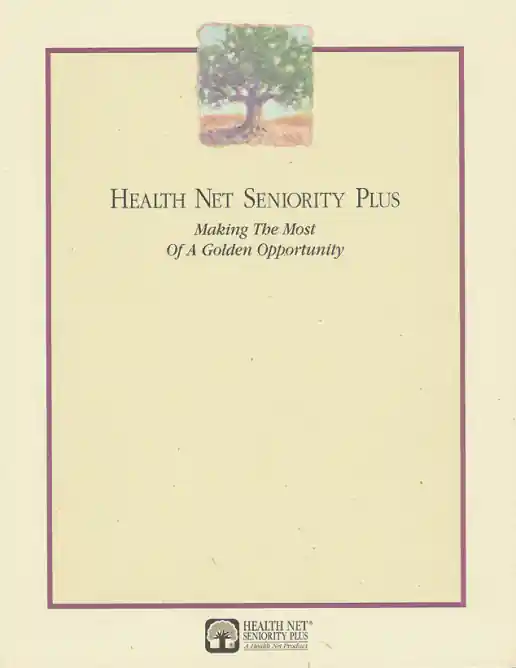 HEALTH NET SENIORITY PLUS
Making The Most
Of A Golden Opportunity
HEALTH NET®
SENIORITY PLUS
A Health Net Product